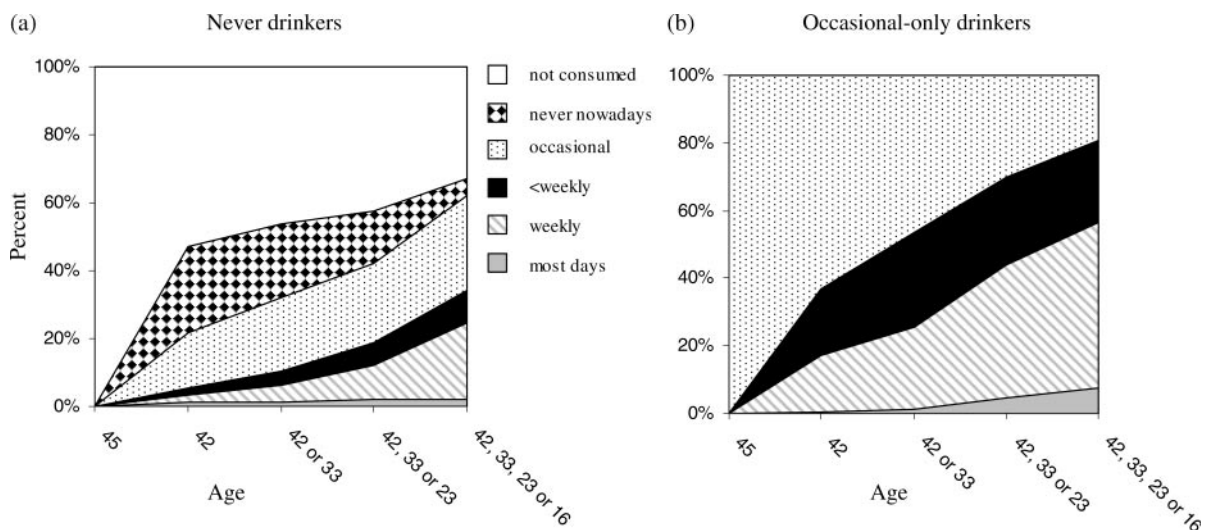 (a) Never drinkers
Percent
100%
80%
60%
40%
20%
0%
45
42
42 or 33
42, 33 or 23
42, 33, 23 or 16
Age
not consumed
never nowadays
occasional
<weekly
weekly
most days
(b) Occasional-only drinkers
100%
80%
60%
40%
20%
0%
45
42
42 or 33
42, 33 or 23
42, 33, 23 or 16
Age